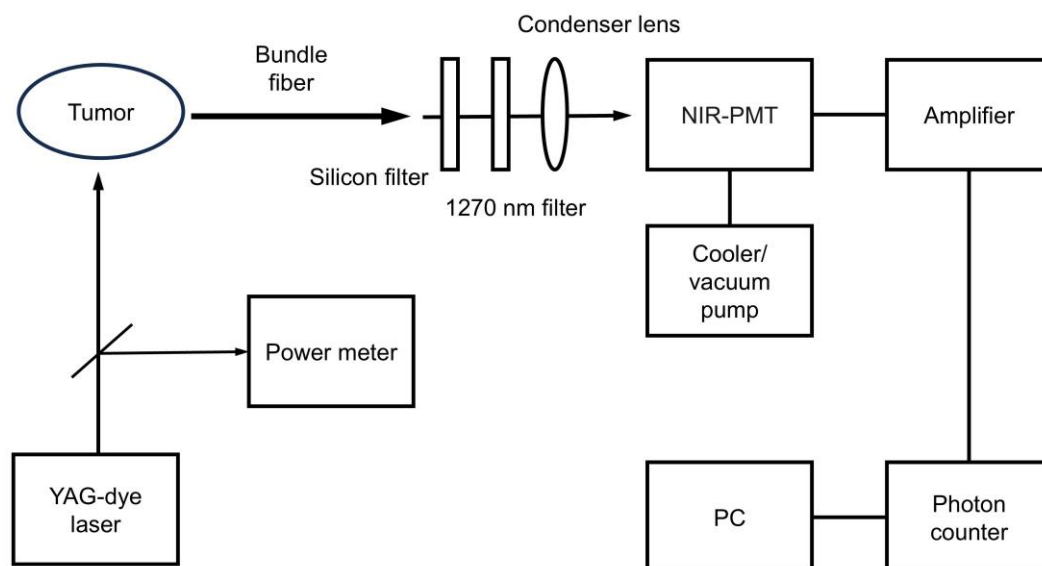 Condenser lens
Bundle
fiber
Tumor
NIR-PMT
Amplifier
Silicon filter
1270 nm filter
Cooler/
vacuum
pump
Power meter
YAG-dye
laser
PC
Photon
counter